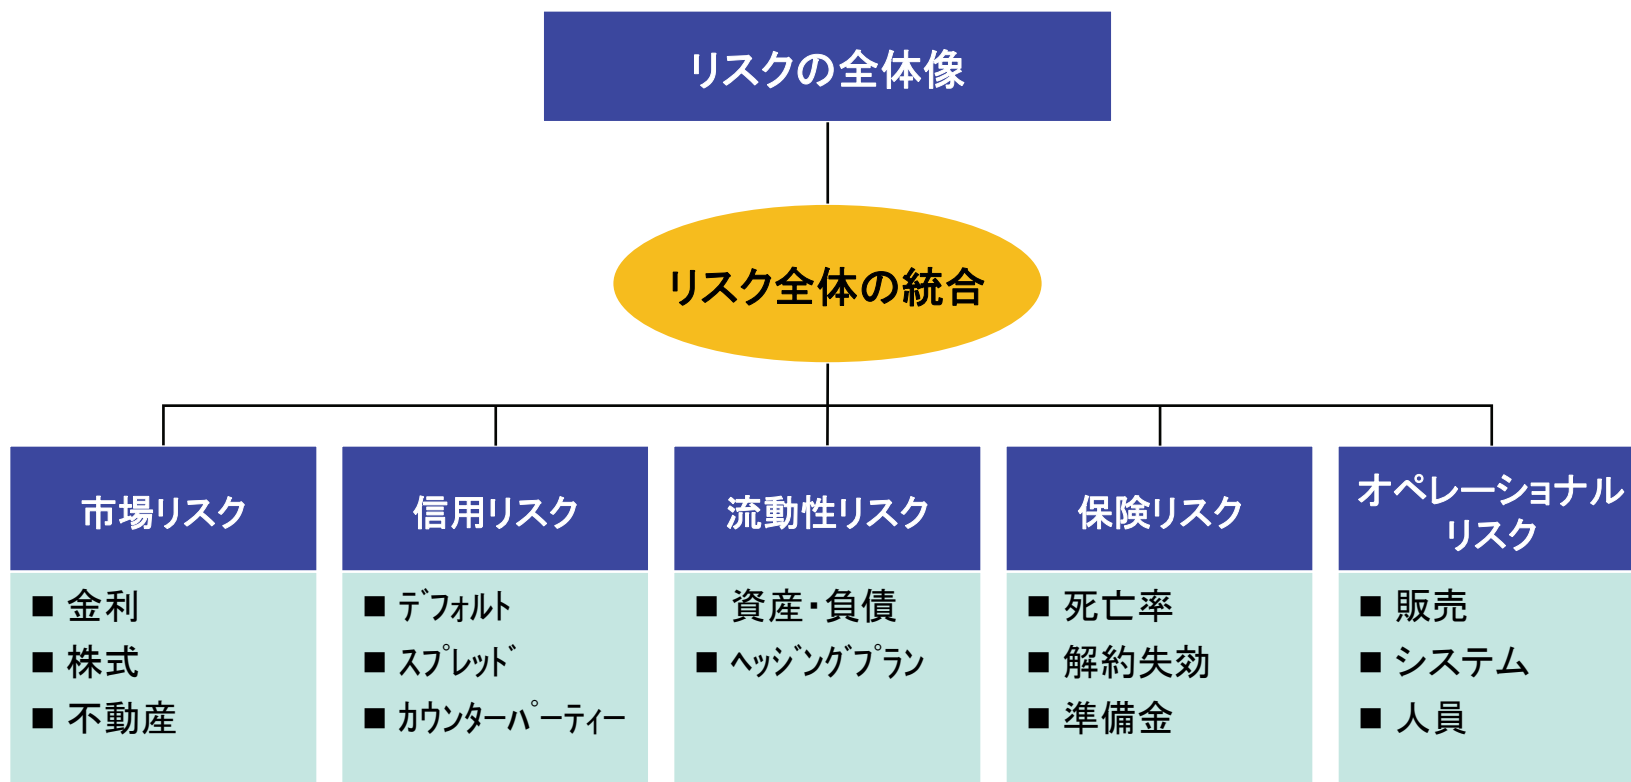 リスクの全体像
リスク全体の統合
市場リスク
■ 金利
■ 株式
■ 不動産
信用リスク
■ ﾃﾞﾌｫﾙﾄ
■ ｽﾌﾟﾚｯﾄﾞ
■ ｶｳﾝﾀｰﾊﾟｰﾃｨｰ
流動性リスク
■ 資産・負債
■ ﾍｯｼﾞﾝｸﾞﾌﾟﾗﾝ
保険リスク
■ 死亡率
■ 解約失効
■ 準備金
オペレーショナル
リスク
■ 販売
■ システム
■ 人員